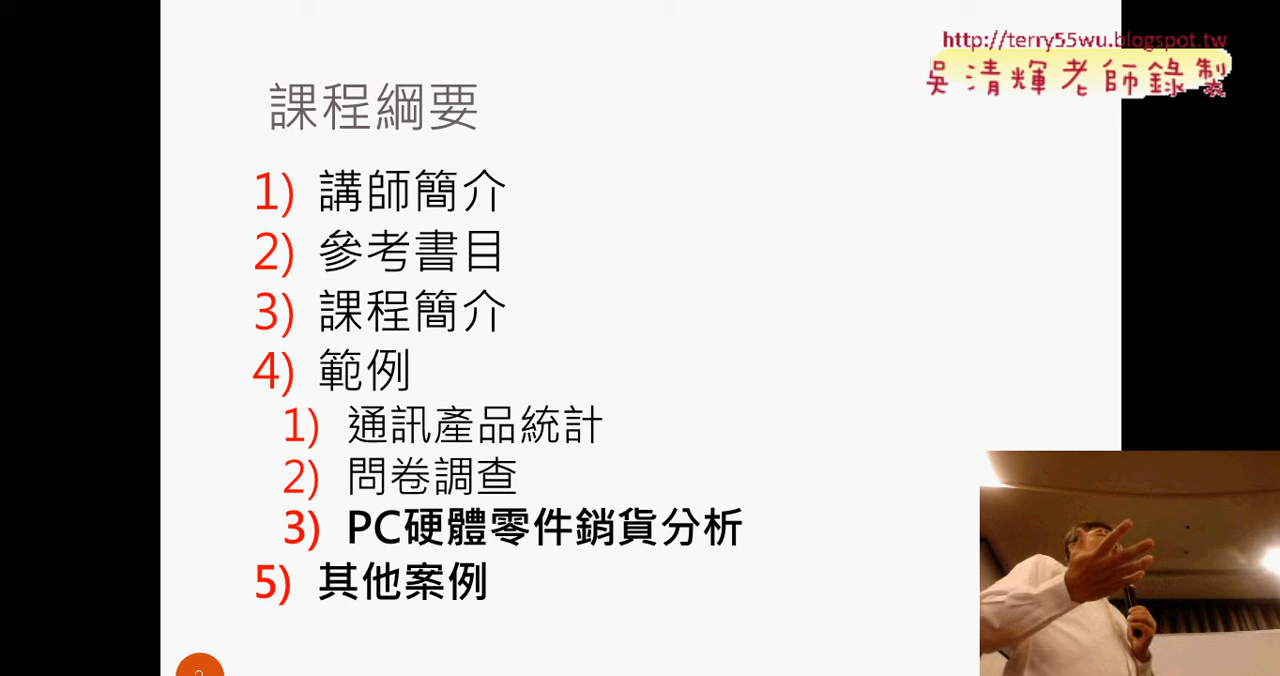 http://terry55wu.blogspot.tw
吳清輝老師錄製
課程綱要
1) 講師簡介
2) 參考書目
3) 課程簡介
4) 範例
1) 通訊產品統計
2) 問卷調查
3) PC硬體零件銷貨分析
5) 其他案例